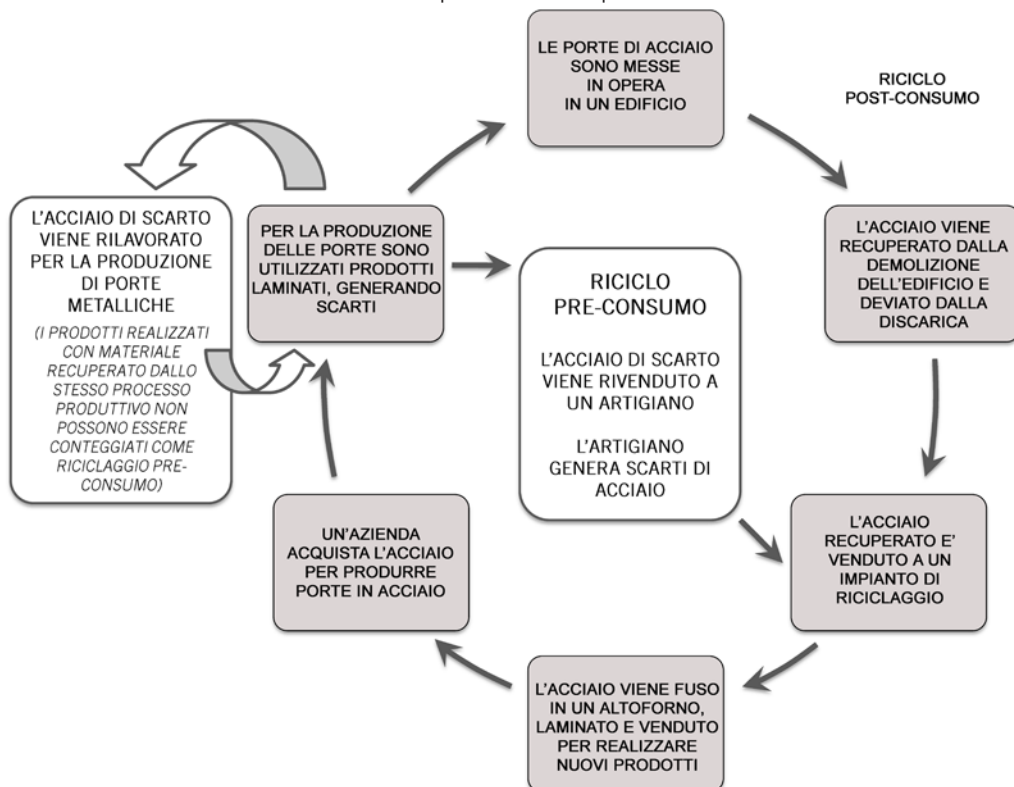 LE PORTE DI ACCIAIO
SONO MESSE
IN OPERA
IN UN EDIFICIO
RICICLO
POST-CONSUMO
L'ACCIAIO DI SCARTO
VIENE RILAVORATO
PER LA PRODUZIONE
DI PORTE
METALLICHE
(I PRODOTTI REALIZZATI
CON MATERIALE
RECUPERATO DALLO
STESSO PROCESSO
PRODUTTIVO NON
POSSONO ESSERE
CONTEGGIATI COME
RICICLAGGIO PRE-
CONSUMO)
PER LA PRODUZIONE
DELLE PORTE SONO
UTILIZZATI PRODOTTI
LAMINATI, GENERANDO
SCARTI
RICICLO
PRE-CONSUMO
L'ACCIAIO DI SCARTO
VIENE RIVENDUTO A
UN ARTIGIANO
L'ARTIGIANO
GENERA SCARTI DI
ACCIAIO
L'ACCIAIO VIENE
RECUPERATO DALLA
DEMOLIZIONE
DELL'EDIFICIO E
DEVIATO DALLA
DISCARICA
UN'AZIENDA
ACQUISTA L'ACCIAIO
PER PRODURRE
PORTE IN ACCIAIO
L'ACCIAIO
RECUPERATO E'
VENDUTO A UN
IMPIANTO DI
RICICLAGGIO
L'ACCIAIO VIENE FUSO
IN UN ALTOFORNO,
LAMINATO E VENDUTO
PER REALIZZARE
NUOVI PRODOTTI